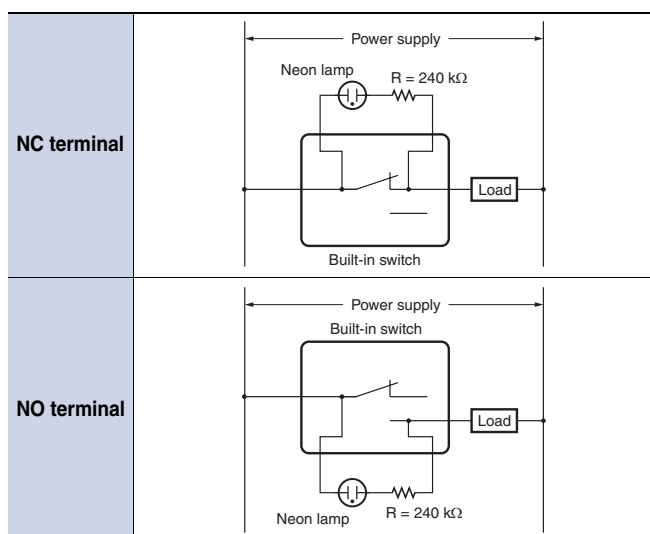 NC terminal
Power supply
Neon lamp
R = 240 kΩ
Load
Built-in switch
NO terminal
Power supply
Built-in switch
Load
Neon lamp
R = 240 kΩ